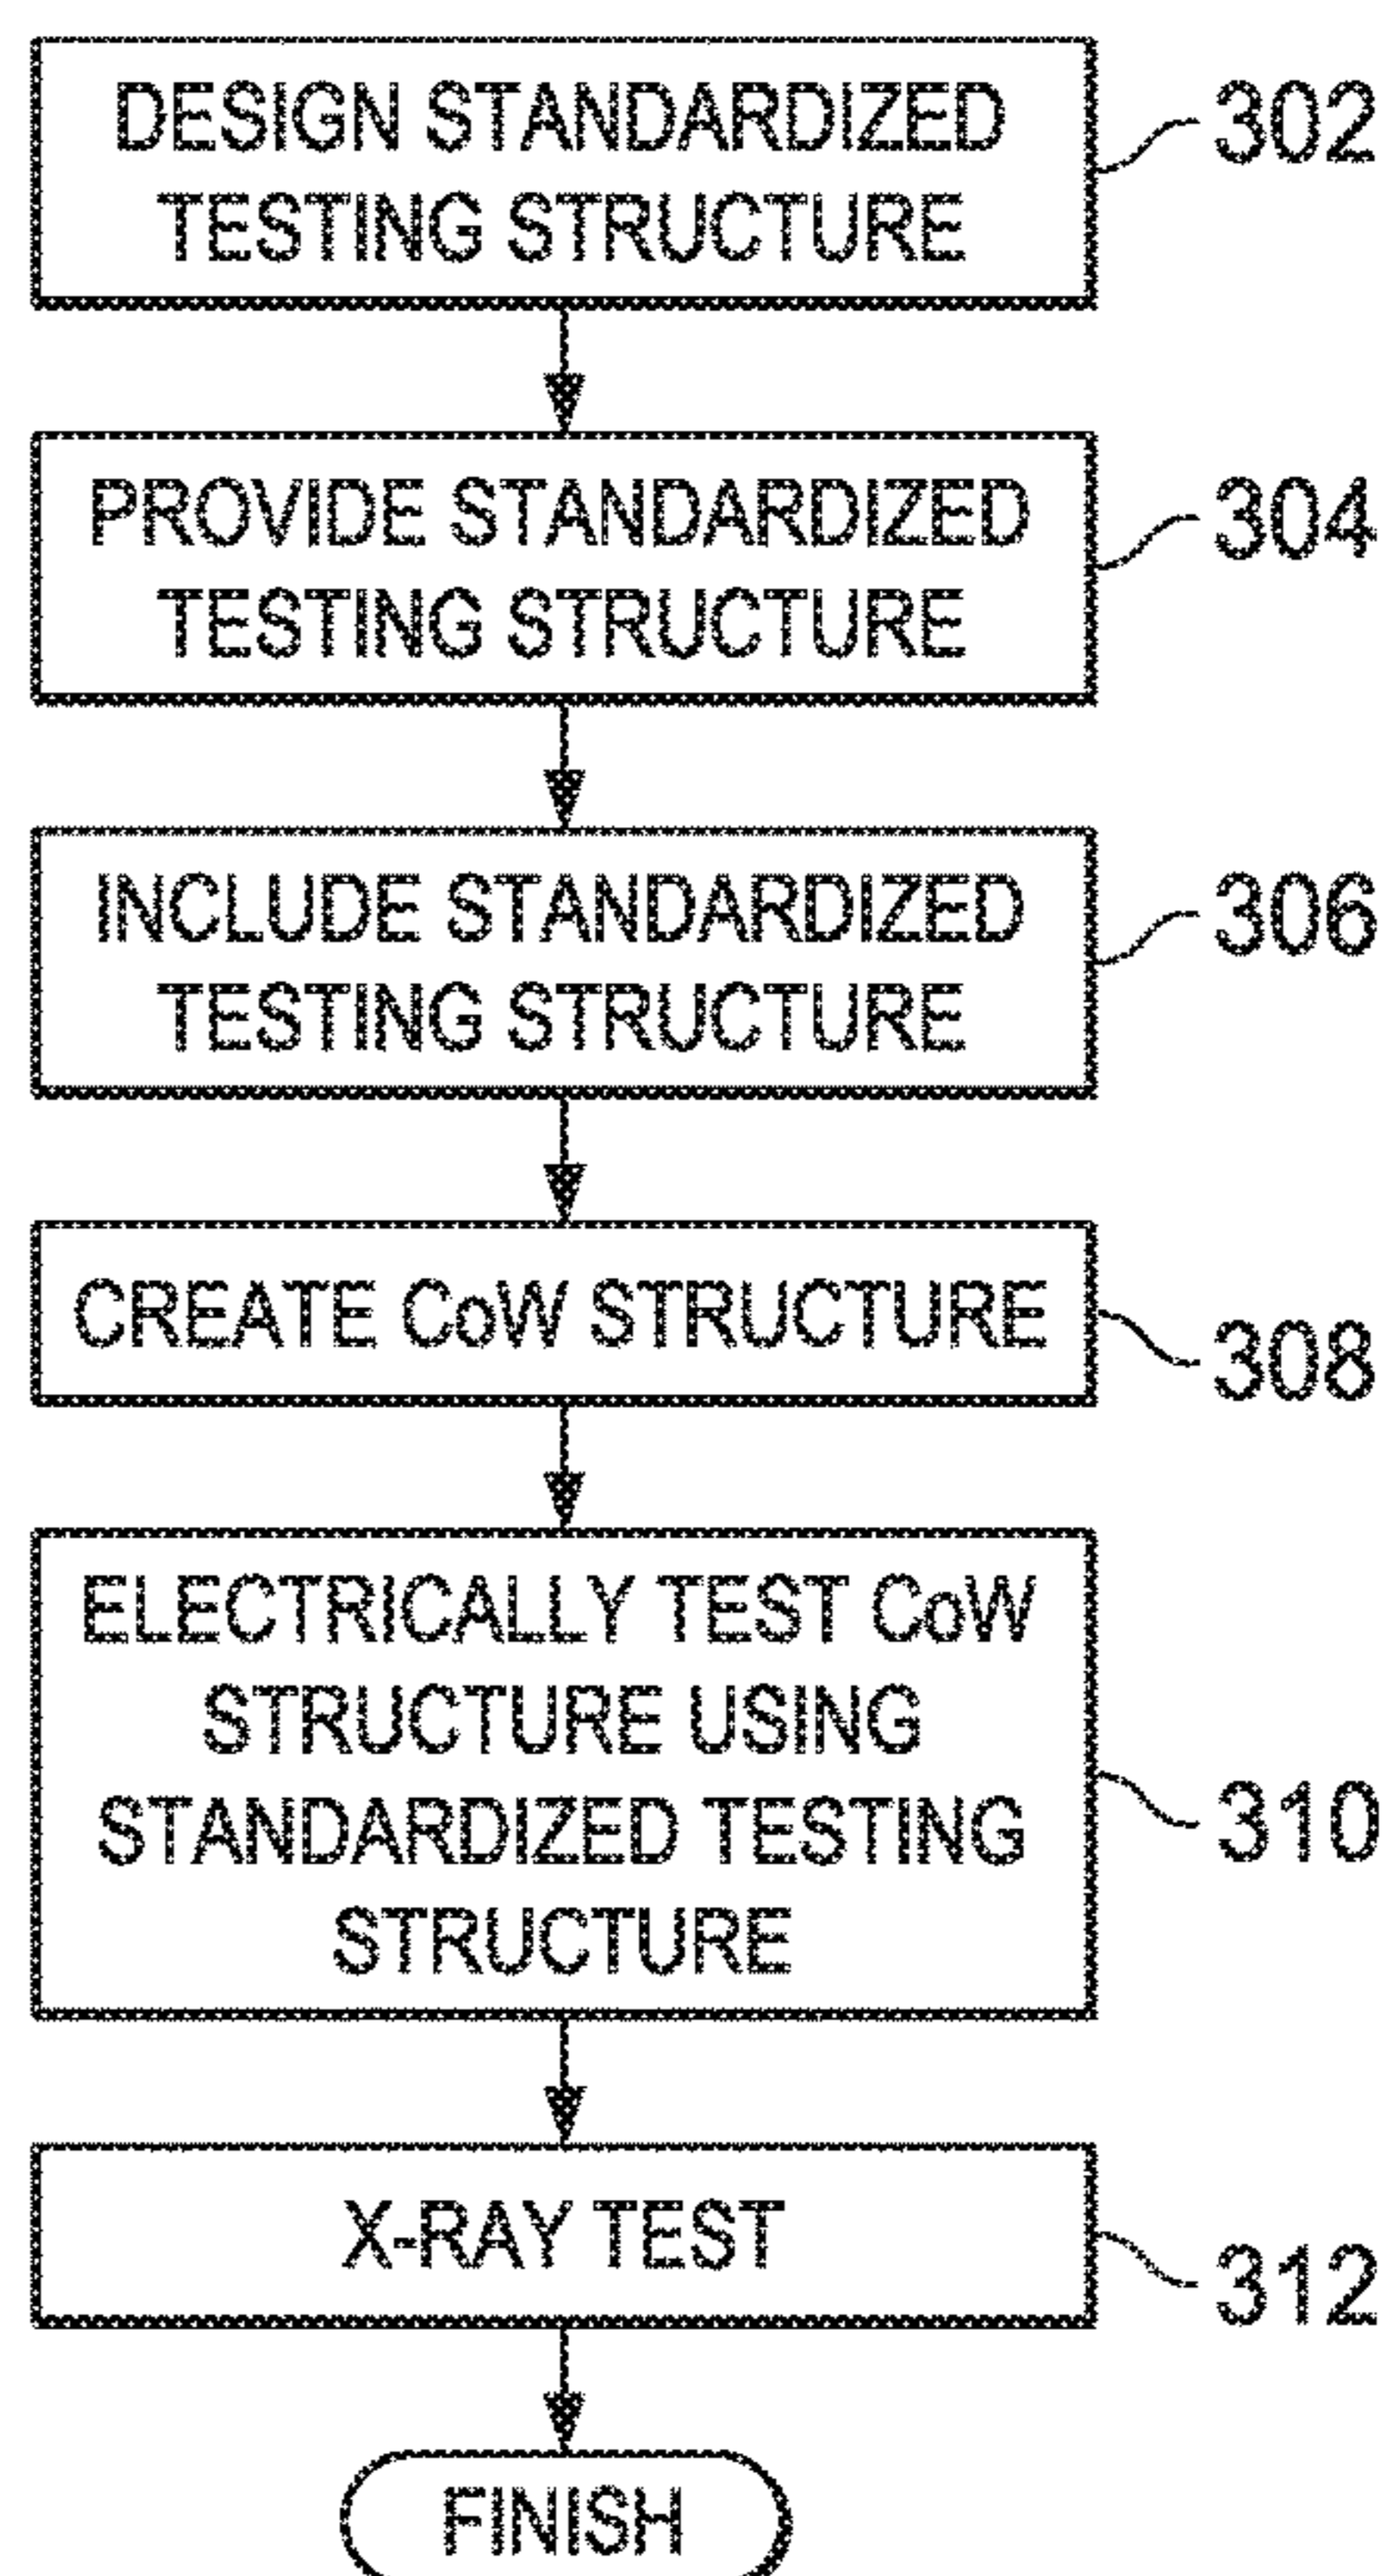 DESIGN STANDARDIZED
TESTING STRUCTURE
302
PROVIDE STANDARDIZED
TESTING STRUCTURE
304
INCLUDE STANDARDIZED
TESTING STRUCTURE
306
CREATE CoW STRUCTURE
308
ELECTRICALLY TEST CoW
STRUCTURE USING
STANDARDIZED TESTING
STRUCTURE
310
X-RAY TEST
312
FINISH